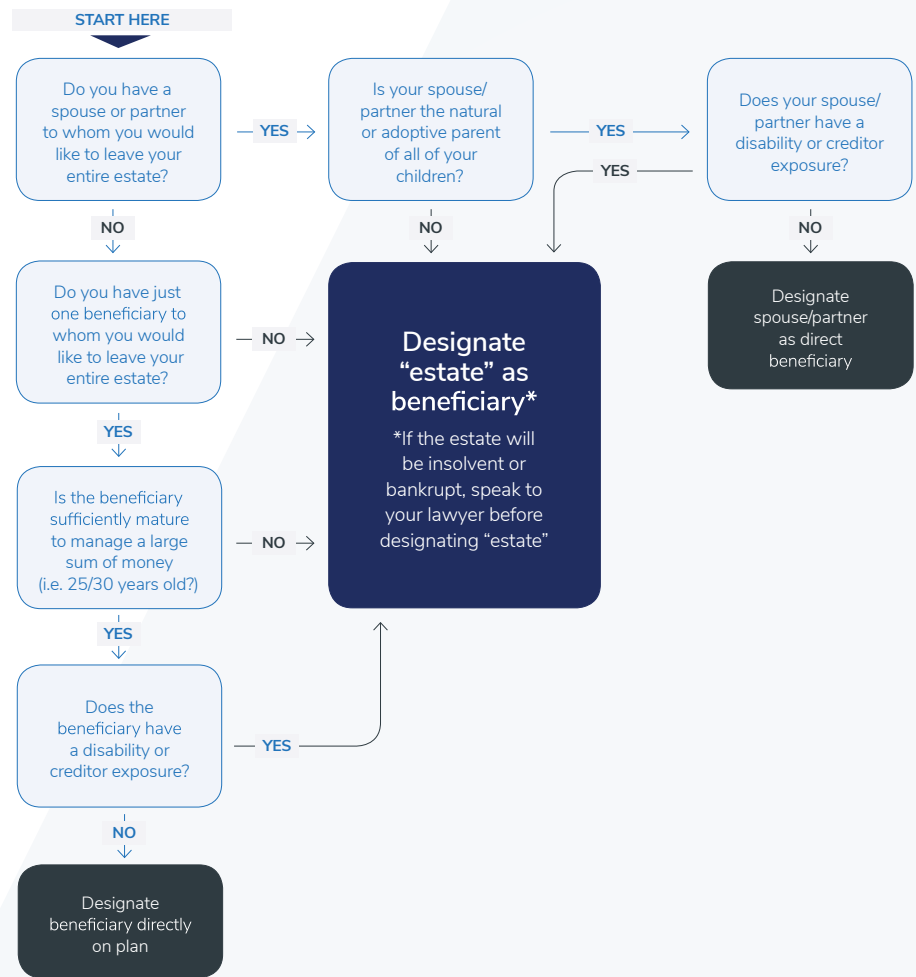 START HERE
Do you have a
spouse or partner
to whom you would
like to leave your
entire estate?
YES
Is your spouse/
partner the natural
or adoptive parent
of all of your
children?
YES
YES
Does your spouse/
partner have a
disability or creditor
exposure?
NO
NO
NO
Do you have just
one beneficiary to
whom you would
like to leave your
entire estate?
NO
Designate
“estate” as
beneficiary*
*If the estate will
be insolvent or
bankrupt, speak to
your lawyer before
designating “estate”
Designate
spouse/partner
as direct
beneficiary
YES
Is the beneficiary
sufficiently mature
to manage a large
sum of money
(i.e. 25/30 years old?)
NO
YES
Does the
beneficiary have
a disability or
creditor exposure?
YES
NO
Designate
beneficiary directly
on plan